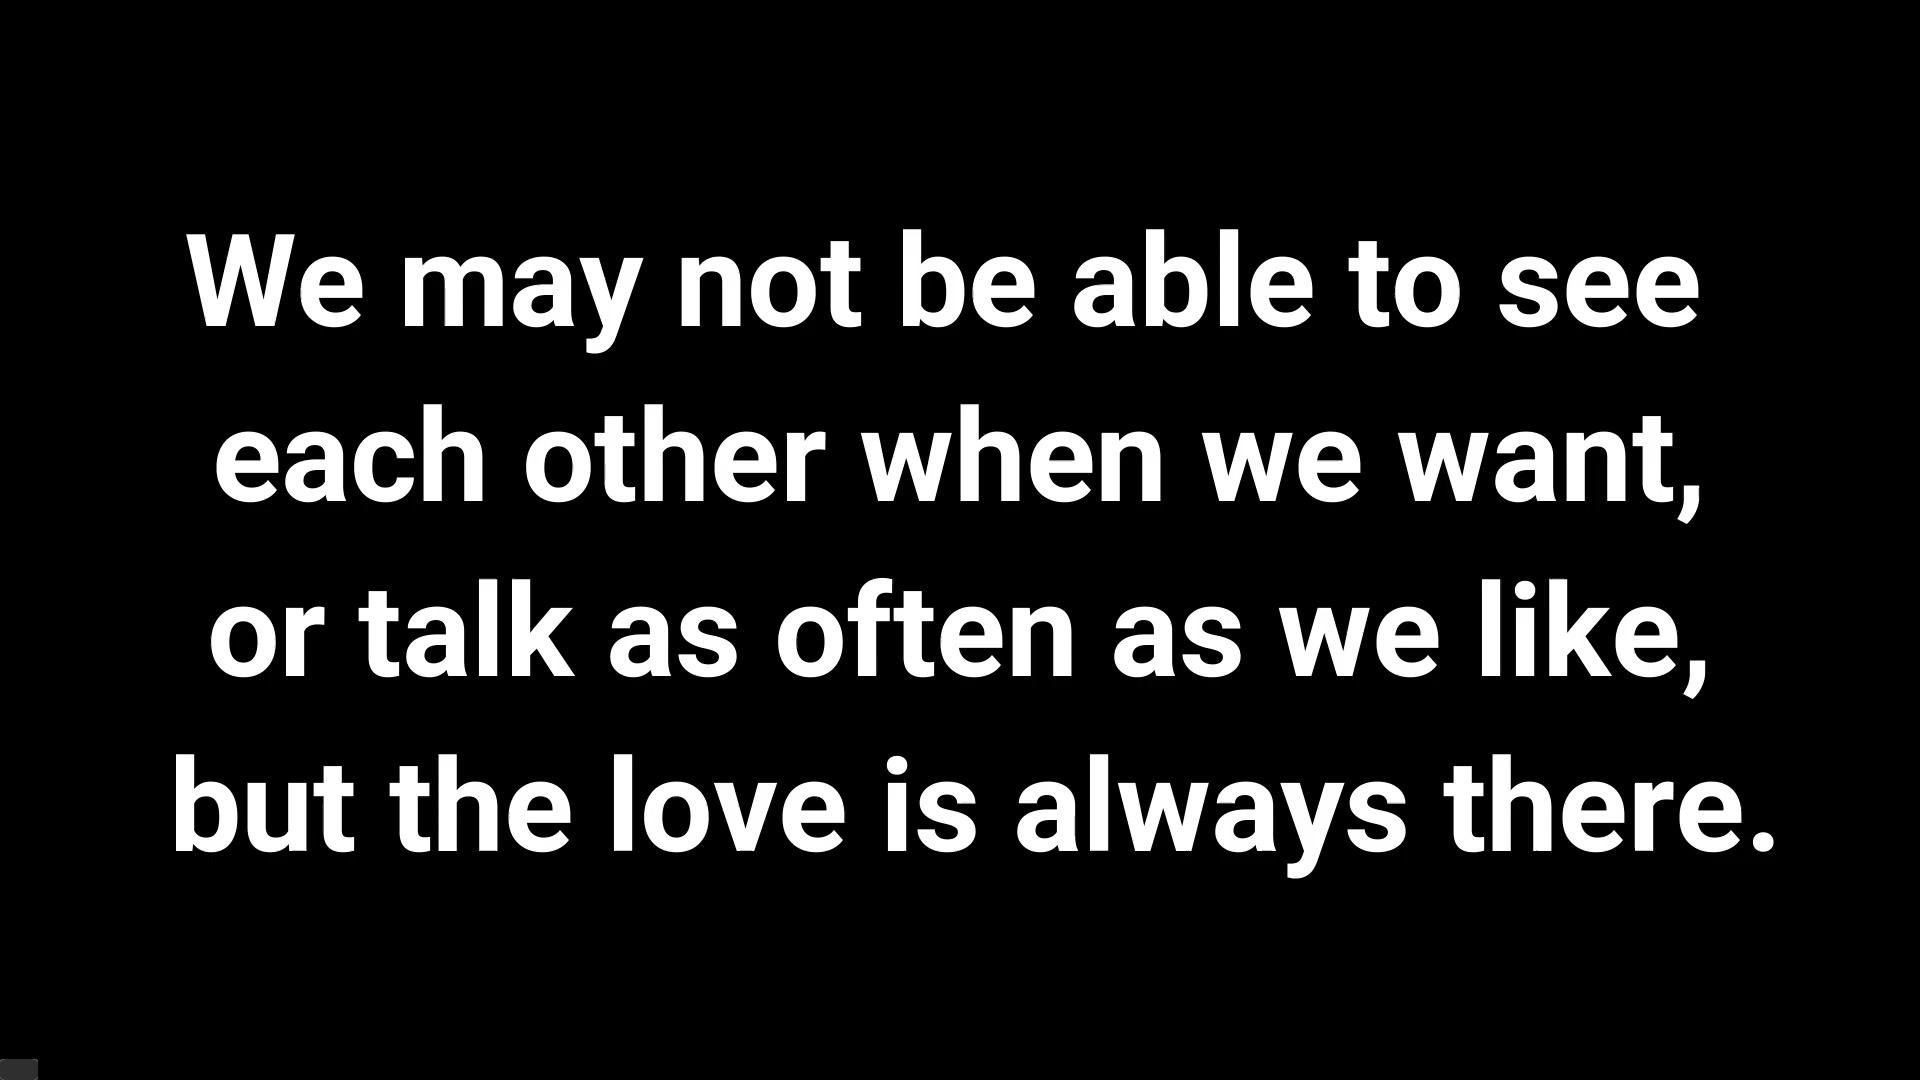 We may not be able to see
each other when we want,
or talk as often as we like,
but the love is always there.